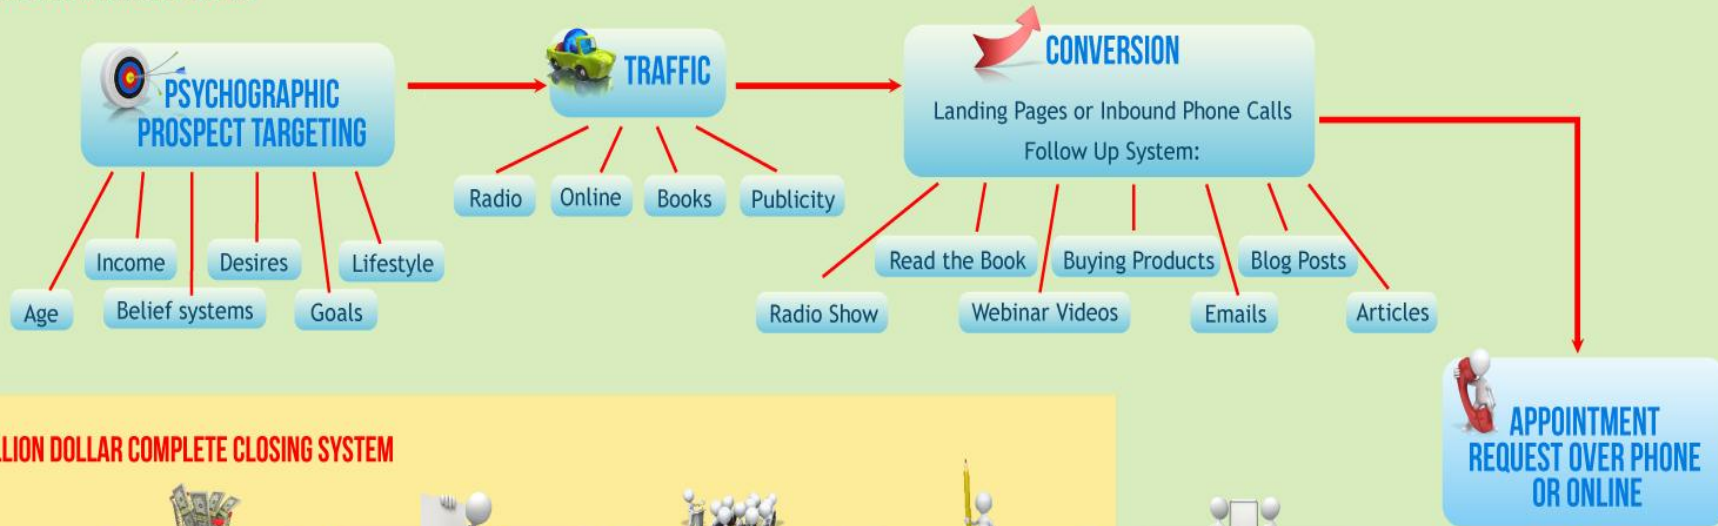 PSYCHOGRAPHIC
PROSPECT TARGETING
Age
Income
Belief systems
Desires
Goals
Lifestyle
TRAFFIC
Radio
Online
Books
Publicity
CONVERSION
Landing Pages or Inbound Phone Calls
Follow Up System:
Radio Show
Read the Book
Webinar Videos
Buying Products
Emails
Blog Posts
Articles
APPOINTMENT
REQUEST OVER PHONE
OR ONLINE
LLION DOLLAR COMPLETE CLOSING SYSTEM